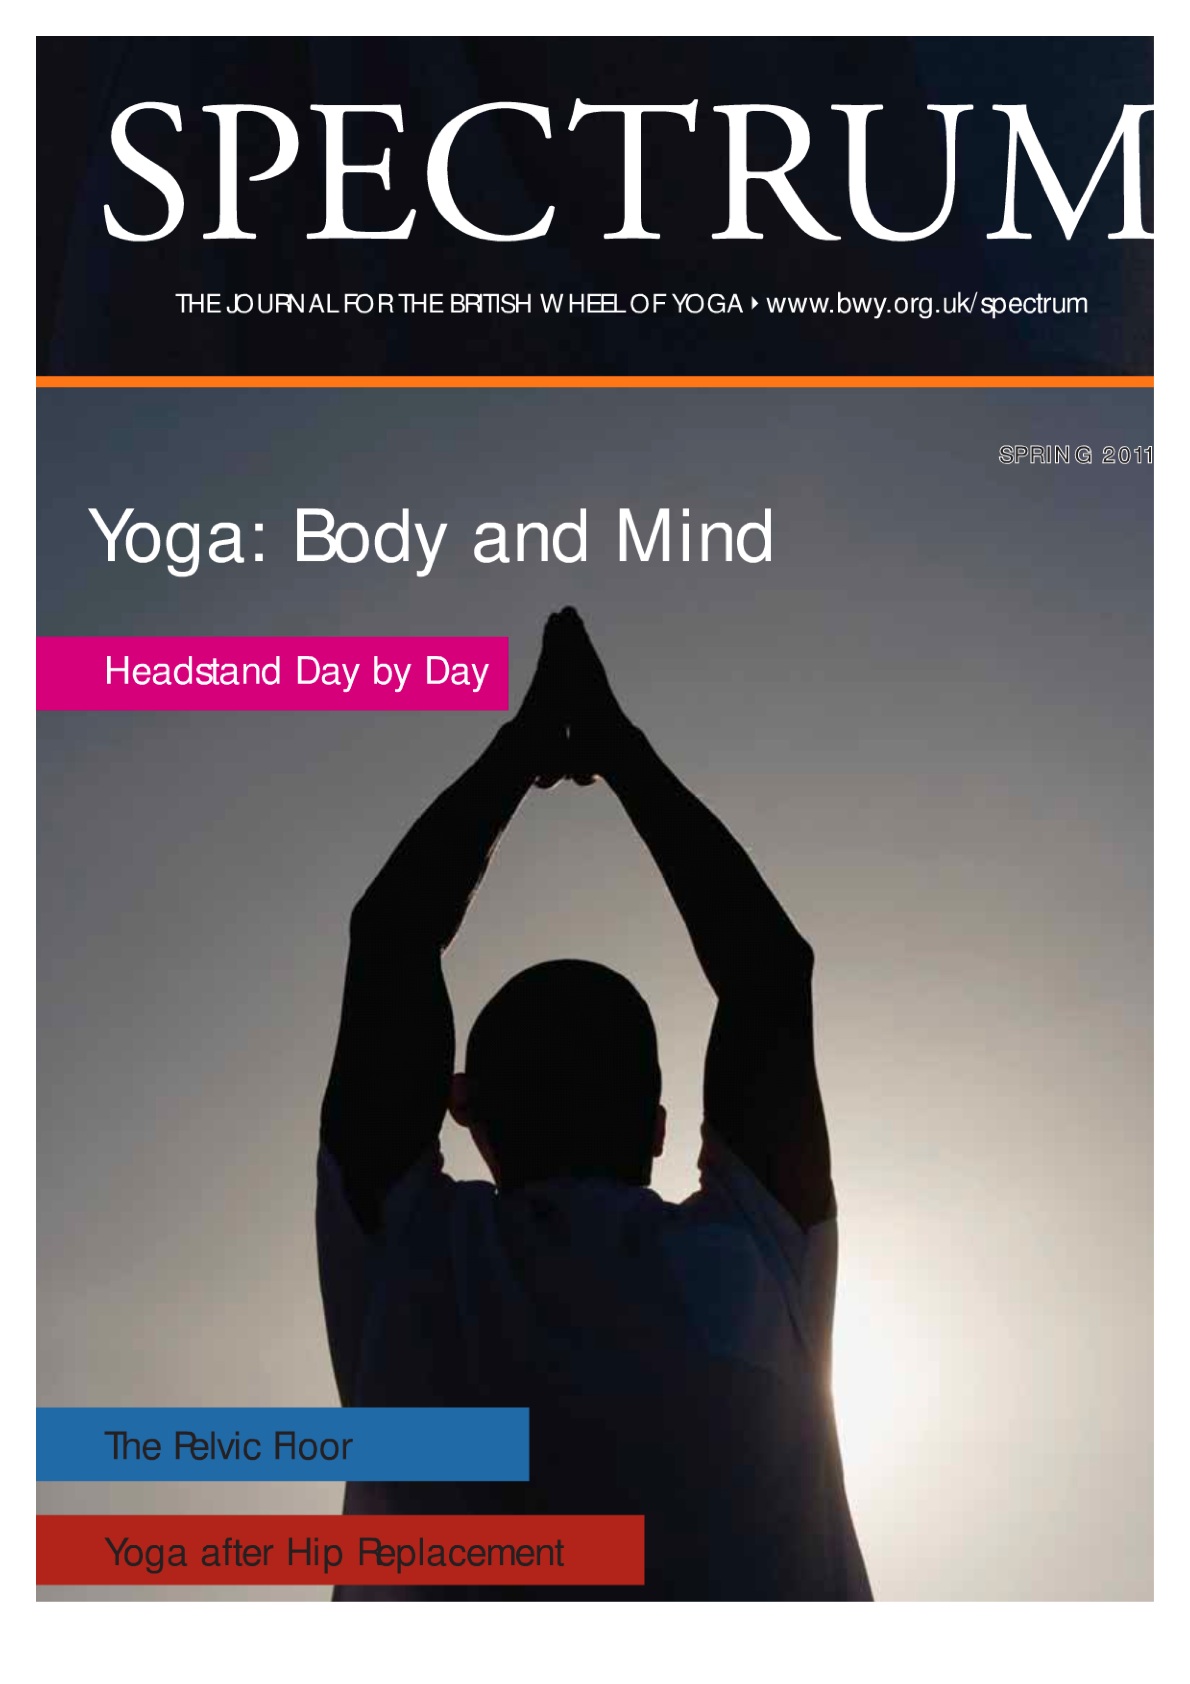 SPECTRUM
THE JOURNAL FOR THE BRITISH WHEEL OF YOGA ▸ www.bwy.org.uk/spectrum
SPRING 2011
Yoga: Body and Mind
Headstand Day by Day
The Pelvic Floor
Yoga after Hip Replacement